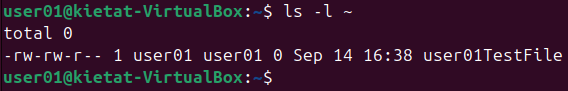 user01@kietat-VirtualBox:~$ ls -l ~
total 0
-rw-rw-r-- 1 user01 user01 0 Sep 14 16:38 user01TestFile
user01@kietat-VirtualBox:~$